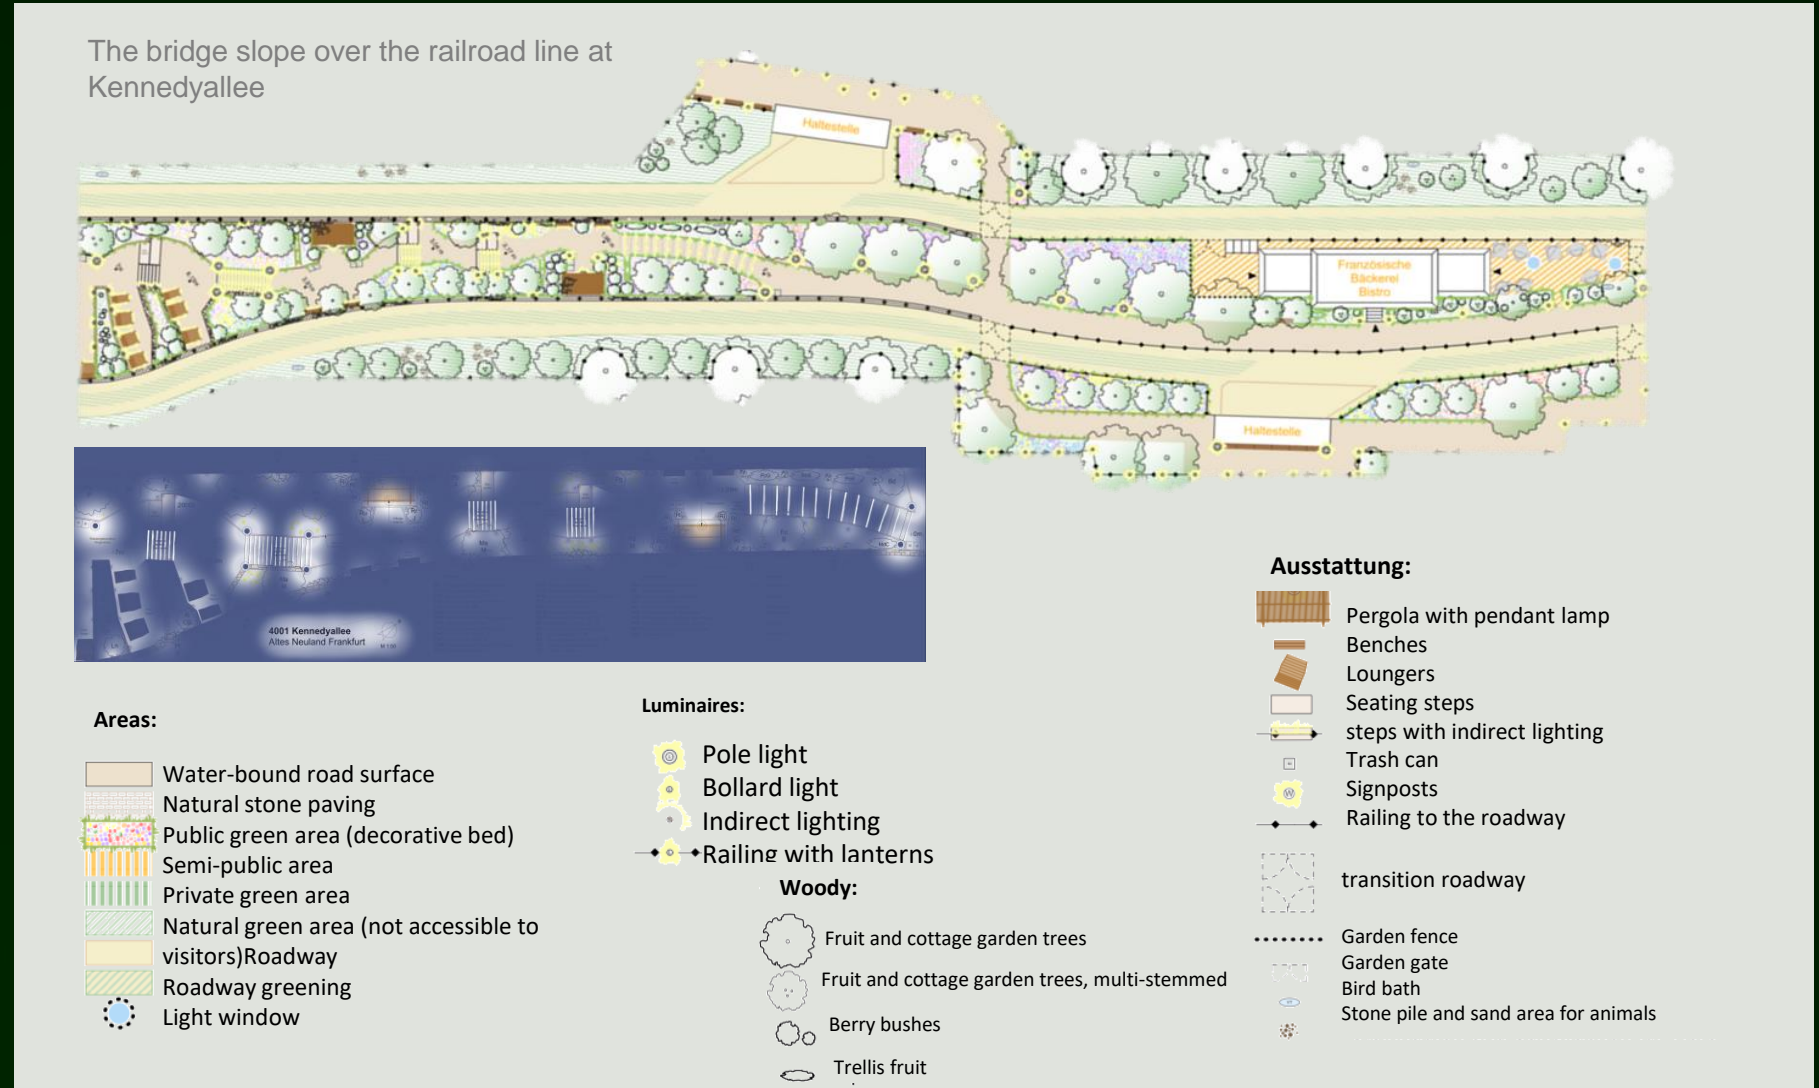 The bridge slope over the railroad line at
Kennedyallee
Haltestelle
Französische
Bäckerei
Bistro
Haltestelle
4001 Kennedyallee
Altes Neuland Frankfurt
Areas:
Water-bound road surface
Natural stone paving
Public green area (decorative bed)
Semi-public area
Private green area
Natural green area (not accessible to
visitors)Roadway
Roadway greening
Light window
Luminaires:
Pole light
Bollard light
Indirect lighting
Railing with lanterns
Woody:
Fruit and cottage garden trees
Fruit and cottage garden trees, multi-stemmed
Berry bushes
Trellis fruit
Ausstattung:
Pergola with pendant lamp
Benches
Loungers
Seating steps
steps with indirect lighting
Trash can
W
Signposts
Railing to the roadway
transition roadway
Garden fence
Garden gate
Bird bath
Stone pile and sand area for animals